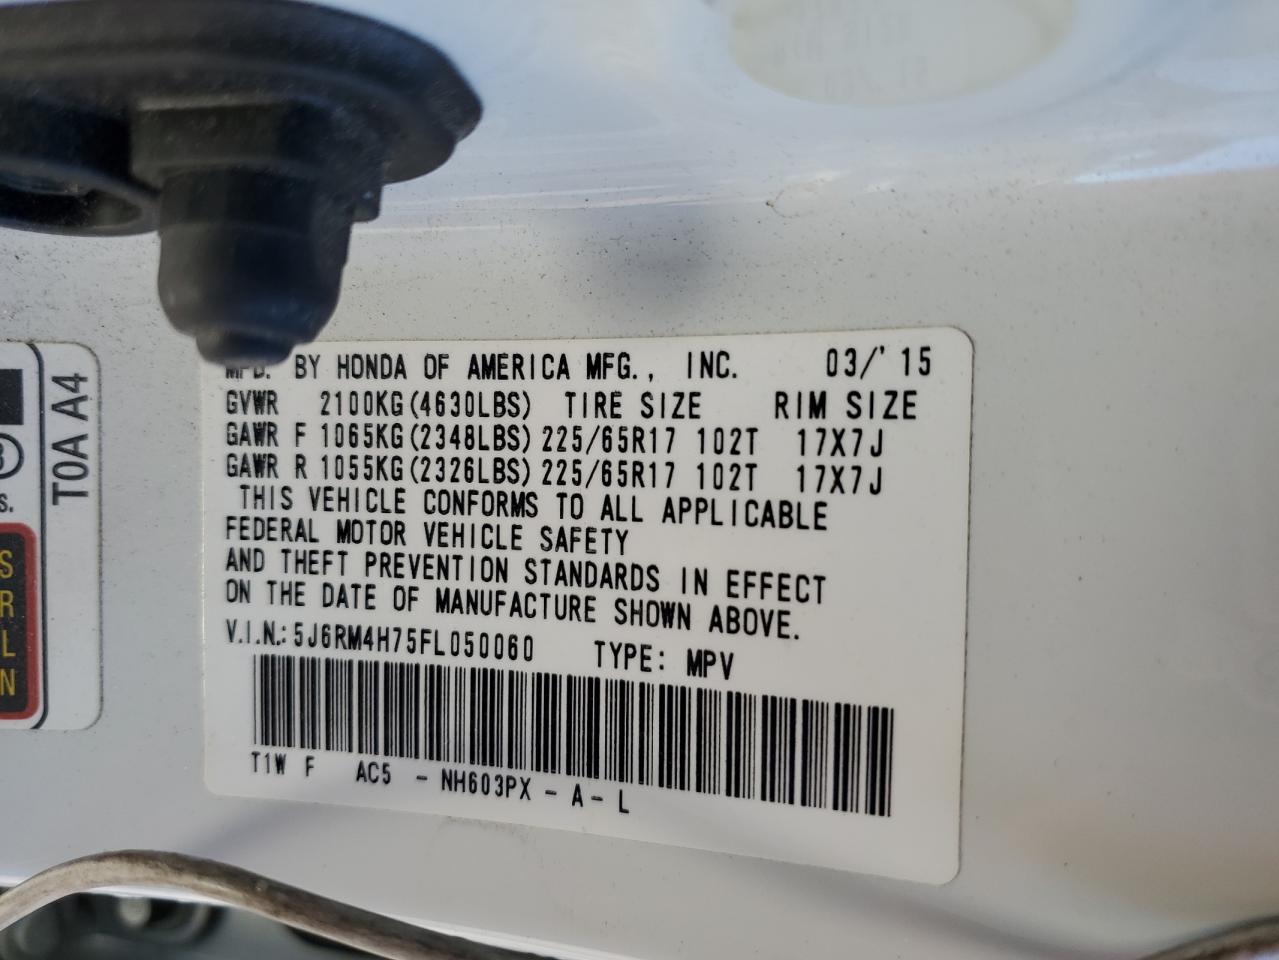 MFD. BY HONDA OF AMERICA MFG., INC. 03/'15
GVWR 2100KG(4630LBS) TIRE SIZE RIM SIZE
GAWR F 1065KG(2348LBS) 225/65R17 102T 17X7J
GAWR R 1055KG(2326LBS) 225/65R17 102T 17X7J
THIS VEHICLE CONFORMS TO ALL APPLICABLE
FEDERAL MOTOR VEHICLE SAFETY
AND THEFT PREVENTION STANDARDS IN EFFECT
ON THE DATE OF MANUFACTURE SHOWN ABOVE.
V.I.N.: 5J6RM4H75FL050060 TYPE: MPV
T1W F AC5 - NH603PX - A - L
T0A A4
S.
S
R
L
N